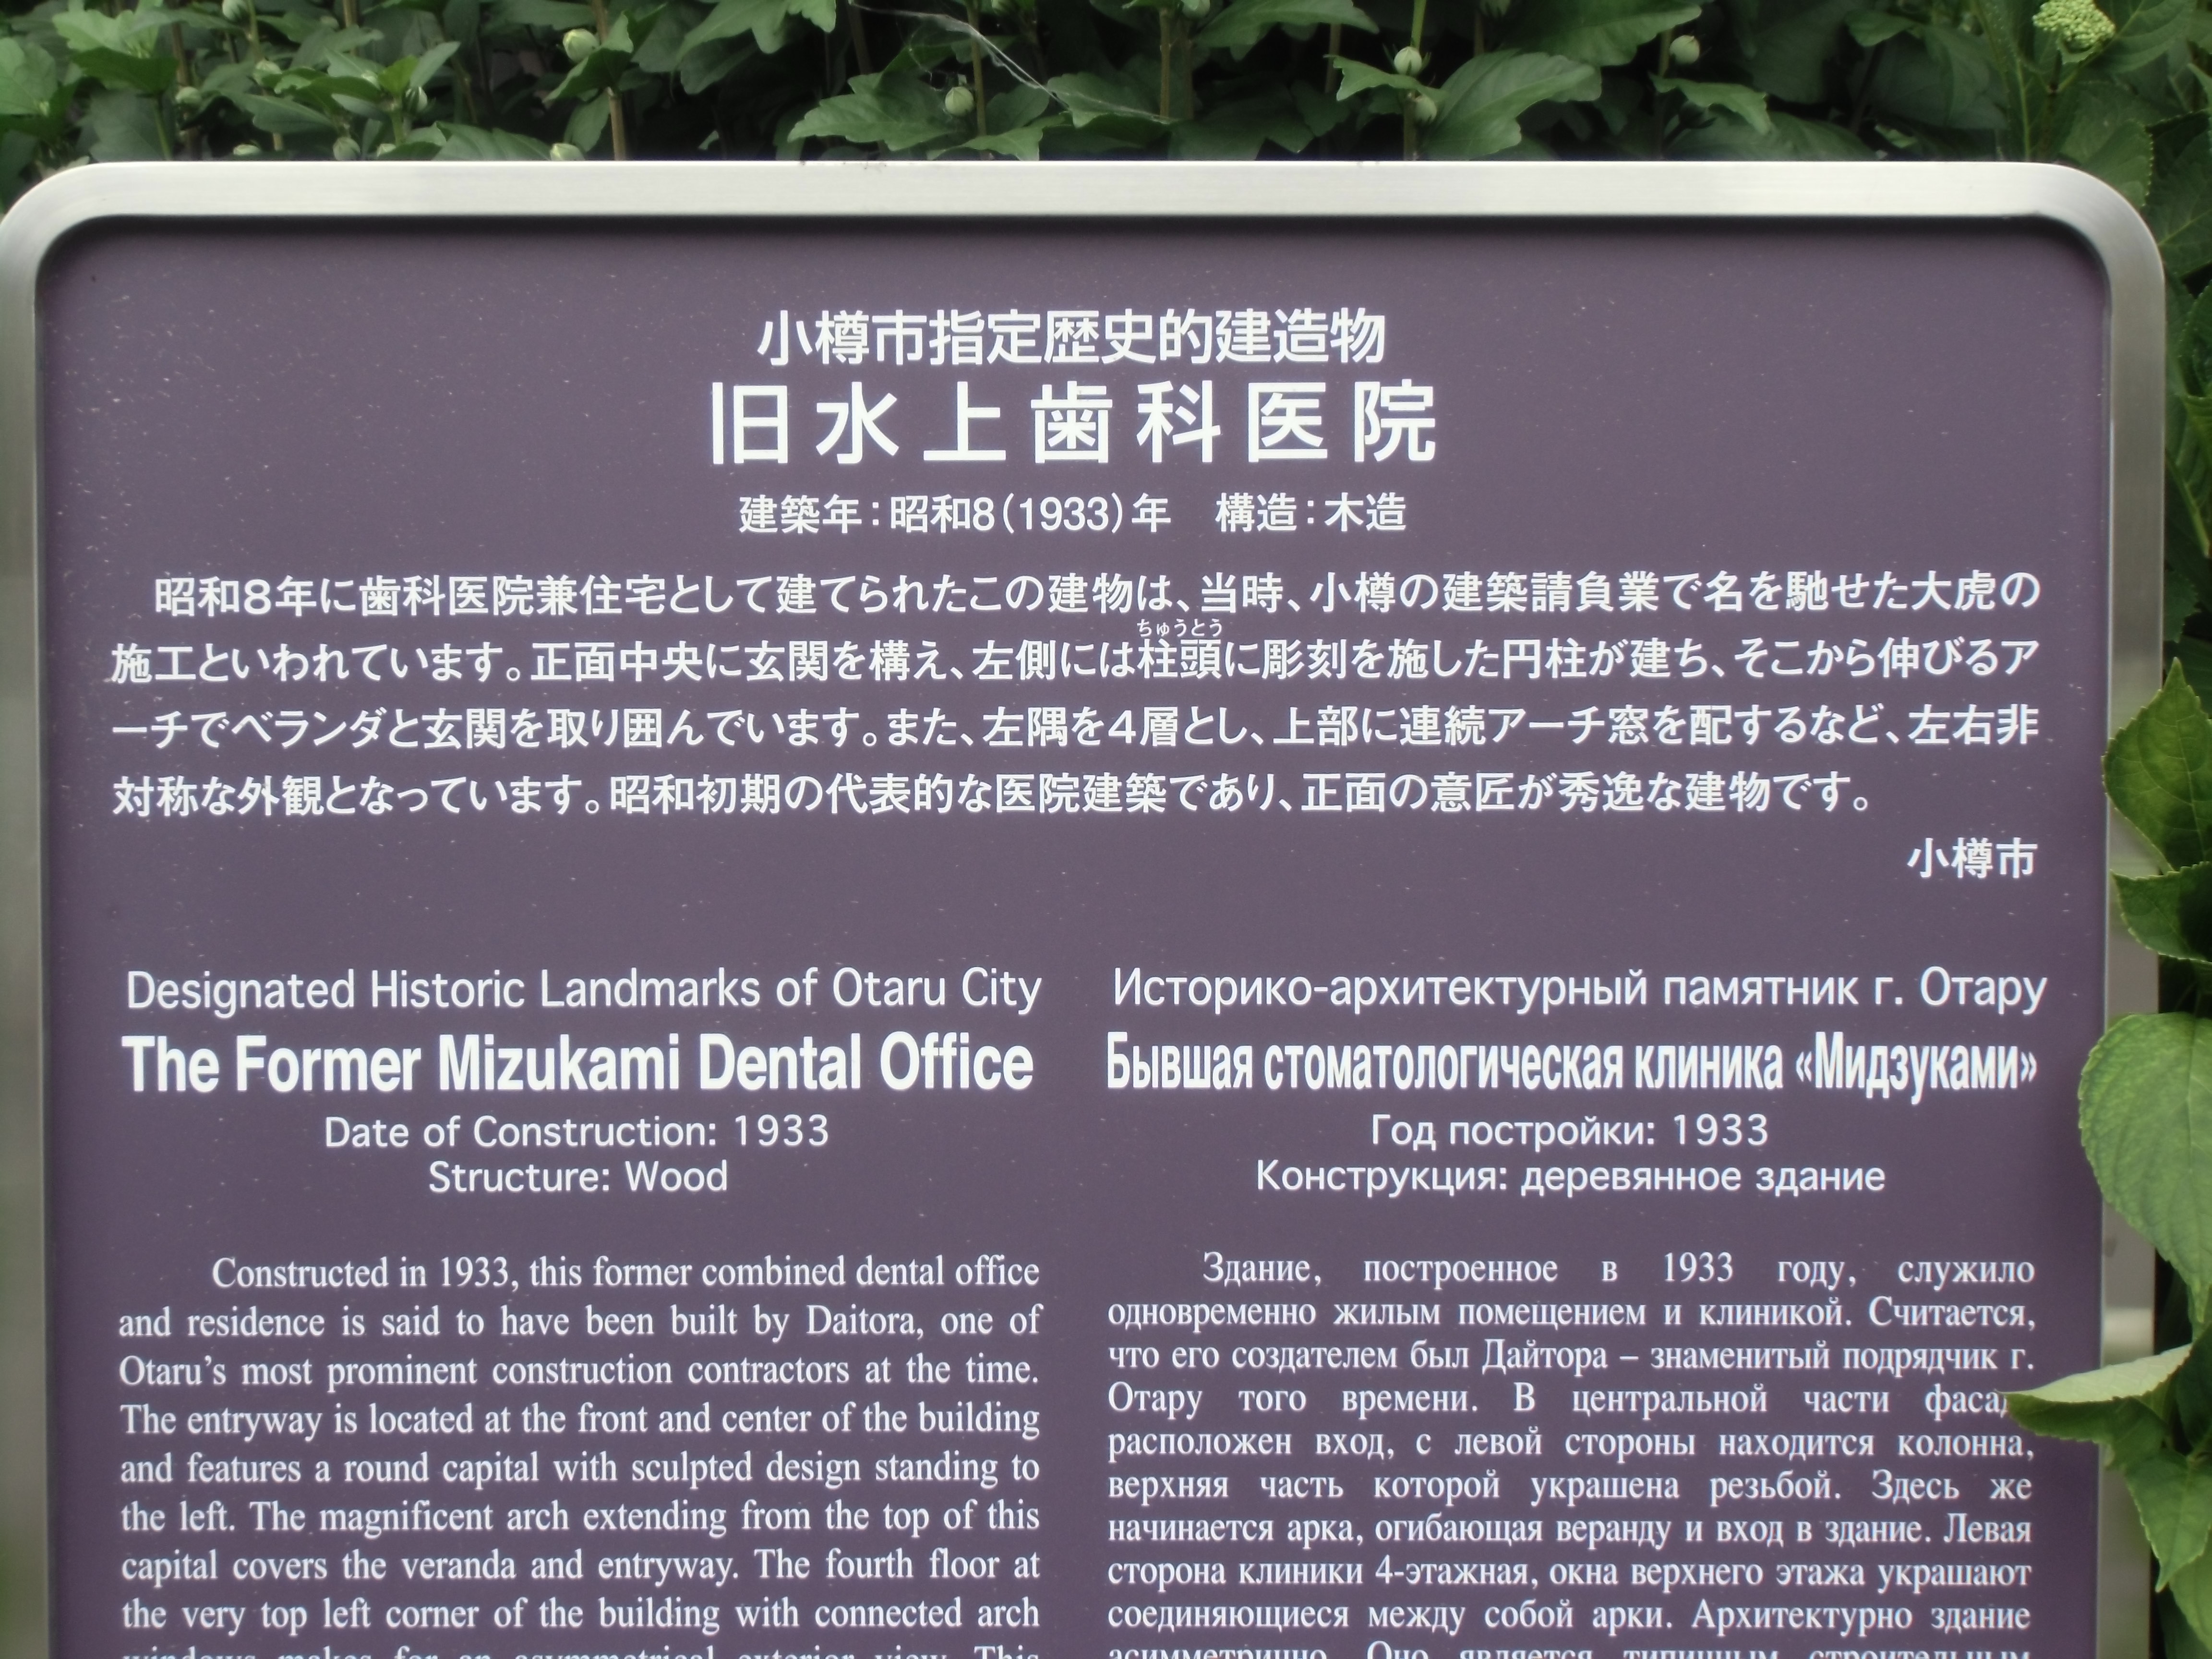 小樽市指定歴史的建造物
旧水上歯科医院
建築年：昭和8（1933）年　構造：木造
昭和８年に歯科医院兼住宅として建てられたこの建物は、当時、小樽の建築請負業で名を馳せた大虎の
ちゅうとう
施工といわれています。正面中央に玄関を構え、左側には柱頭に彫刻を施した円柱が建ち、そこから伸びるア
ーチでベランダと玄関を取り囲んでいます。また、左隅を４層とし、上部に連続アーチ窓を配するなど、左右非
対称な外観となっています。昭和初期の代表的な医院建築であり、正面の意匠が秀逸な建物です。
小樽市
Designated Historic Landmarks of Otaru City
The Former Mizukami Dental Office
Date of Construction: 1933
Structure: Wood
Constructed in 1933, this former combined dental office
and residence is said to have been built by Daitora, one of
Otaru’s most prominent construction contractors at the time.
The entryway is located at the front and center of the building
and features a round capital with sculpted design standing to
the left. The magnificent arch extending from the top of this
capital covers the veranda and entryway. The fourth floor at
the very top left corner of the building with connected arch
windows makes for an asymmetrical exterior view. This
Историко-архитектурный памятник г. Отару
Бывшая стоматологическая клиника «Мидзуками»
Год постройки: 1933
Конструкция: деревянное здание
Здание, построенное в 1933 году, служило
одновременно жилым помещением и клиникой. Считается,
что его создателем был Дайтора – знаменитый подрядчик г.
Отару того времени. В центральной части
расположен вход, с левой стороны находится колонна,
верхняя часть которой украшена резьбой. Здесь же
начинается арка, огибающая веранду и вход в здание. Левая
сторона клиники 4-этажная, окна верхнего этажа украшают
соединяющиеся между собой арки. Архитектурно здание
асимметрично. Оно является типичным строительным